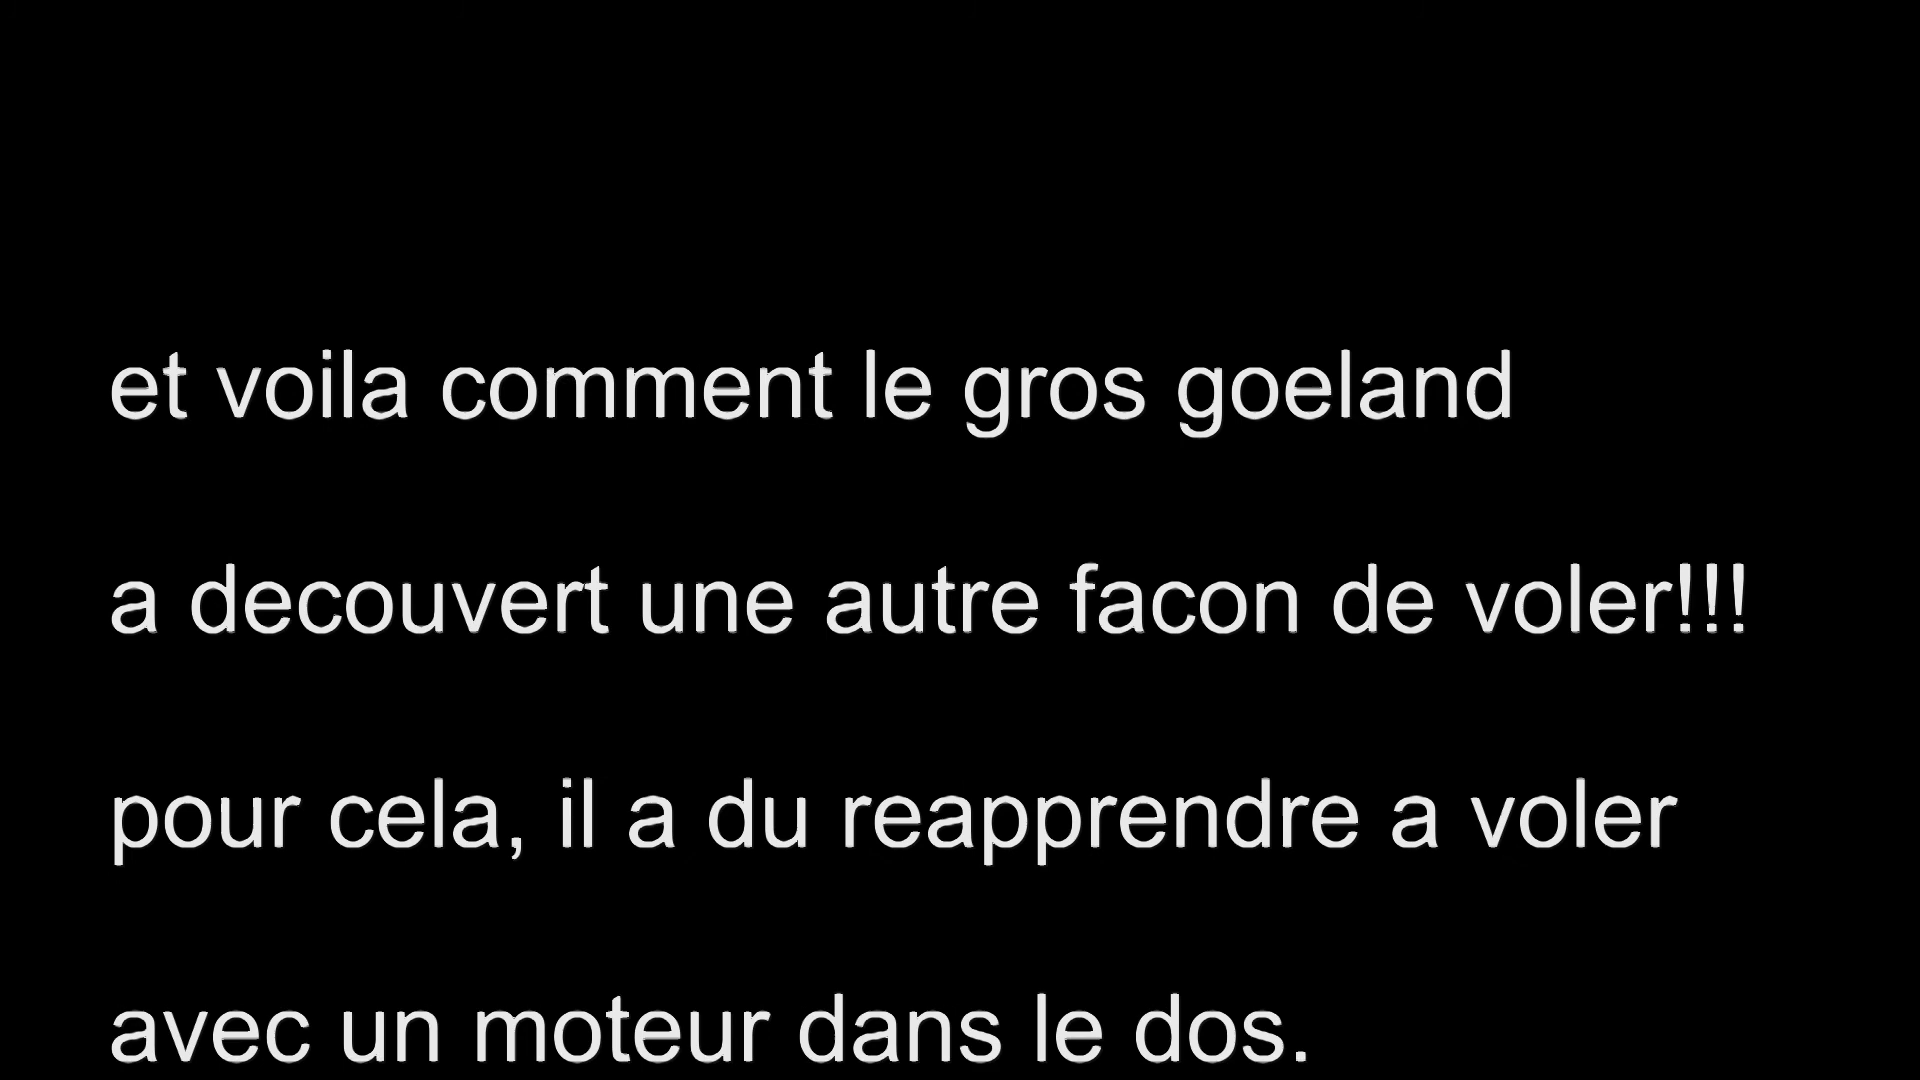 et voila comment le gros goeland
a decouvert une autre facon de voler!!!
pour cela, il a du reapprendre a voler
avec un moteur dans le dos.